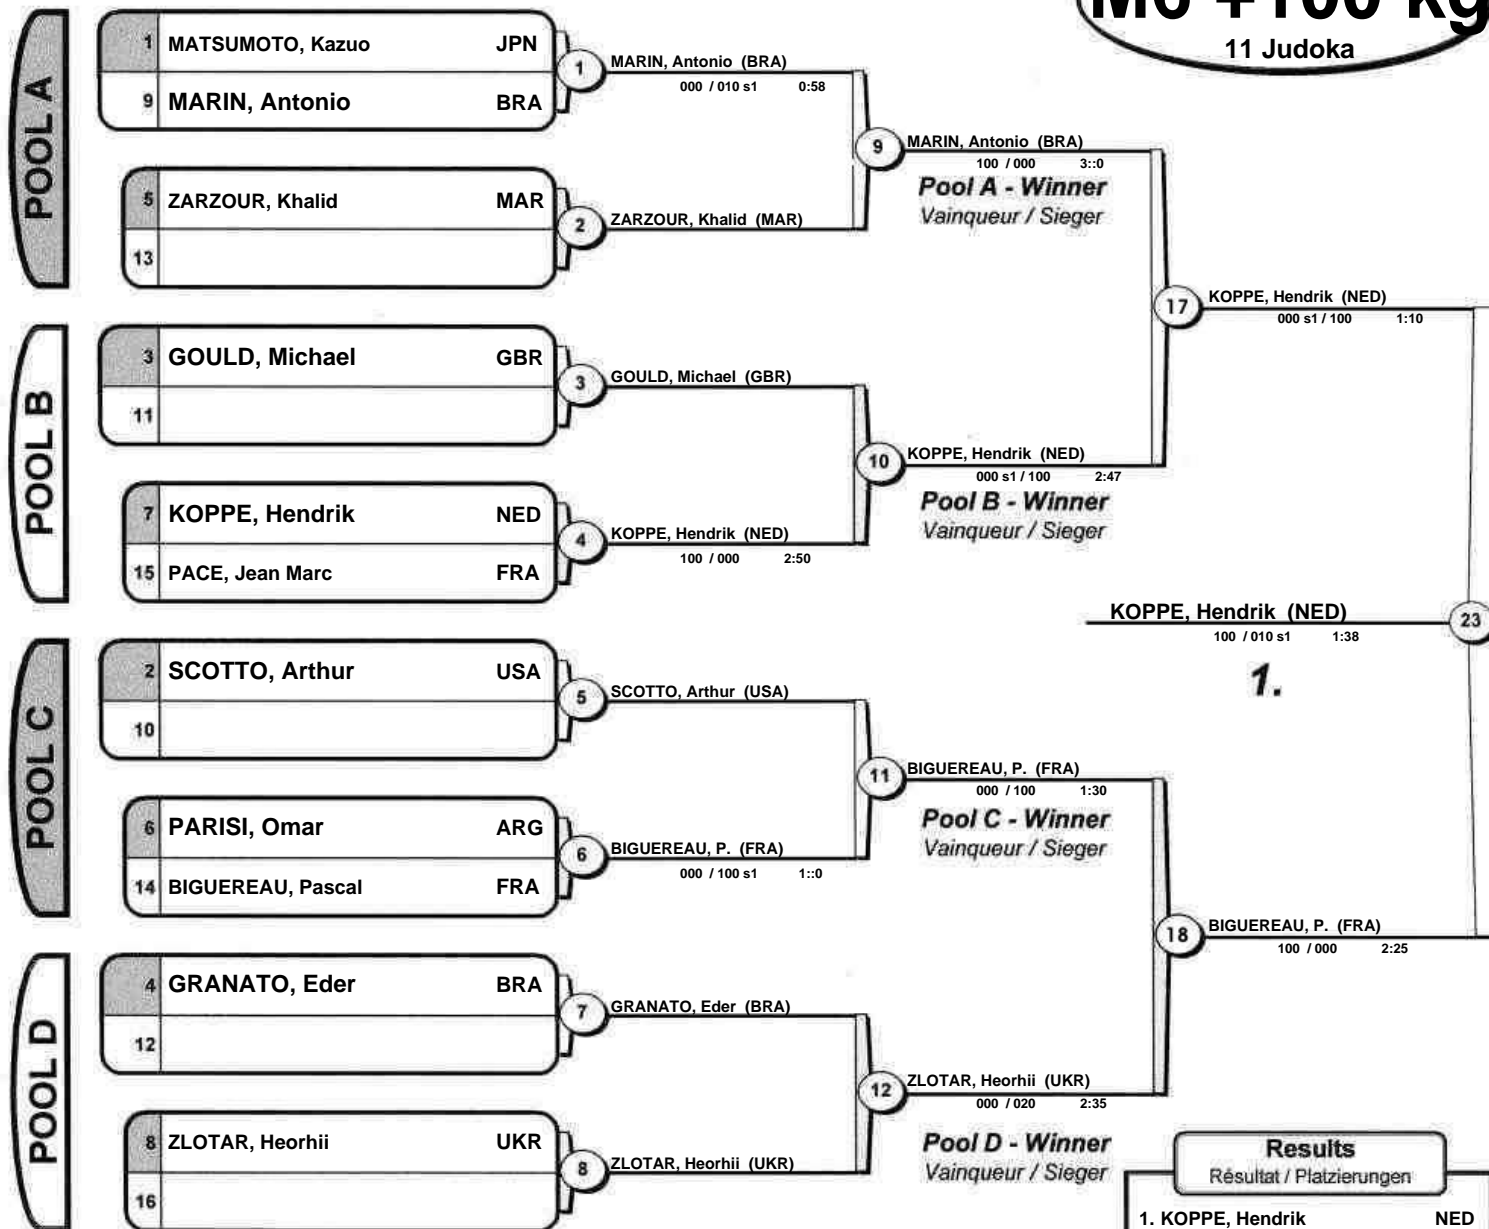 M6 +100 kg
11 Judoka
POOL A
1 MATSUMOTO, Kazuo JPN
9 MARIN, Antonio BRA
1
MARIN, Antonio (BRA)
000 / 010 s1 0:58
5 ZARZOUR, Khalid MAR
13
2
ZARZOUR, Khalid (MAR)
9
MARIN, Antonio (BRA)
100 / 000 3::0
Pool A - Winner
Vainqueur / Sieger
POOL B
3 GOULD, Michael GBR
11
3
GOULD, Michael (GBR)
7 KOPPE, Hendrik NED
15 PACE, Jean Marc FRA
4
KOPPE, Hendrik (NED)
100 / 000 2:50
10
KOPPE, Hendrik (NED)
000 s1 / 100 2:47
Pool B - Winner
Vainqueur / Sieger
17
KOPPE, Hendrik (NED)
000 s1 / 100 1:10
KOPPE, Hendrik (NED)
100 / 010 s1 1:38
1.
23
POOL C
2 SCOTTO, Arthur USA
10
5
SCOTTO, Arthur (USA)
6 PARISI, Omar ARG
14 BIGUEREAU, Pascal FRA
6
BIGUEREAU, P. (FRA)
000 / 100 s1 1::0
11
BIGUEREAU, P. (FRA)
000 / 100 1:30
Pool C - Winner
Vainqueur / Sieger
18
BIGUEREAU, P. (FRA)
100 / 000 2:25
POOL D
4 GRANATO, Eder BRA
12
7
GRANATO, Eder (BRA)
8 ZLOTAR, Heorhii UKR
16
8
ZLOTAR, Heorhii (UKR)
12
ZLOTAR, Heorhii (UKR)
000 / 020 2:35
Pool D - Winner
Vainqueur / Sieger
Results
Résultat / Platzierungen
1. KOPPE, Hendrik NED